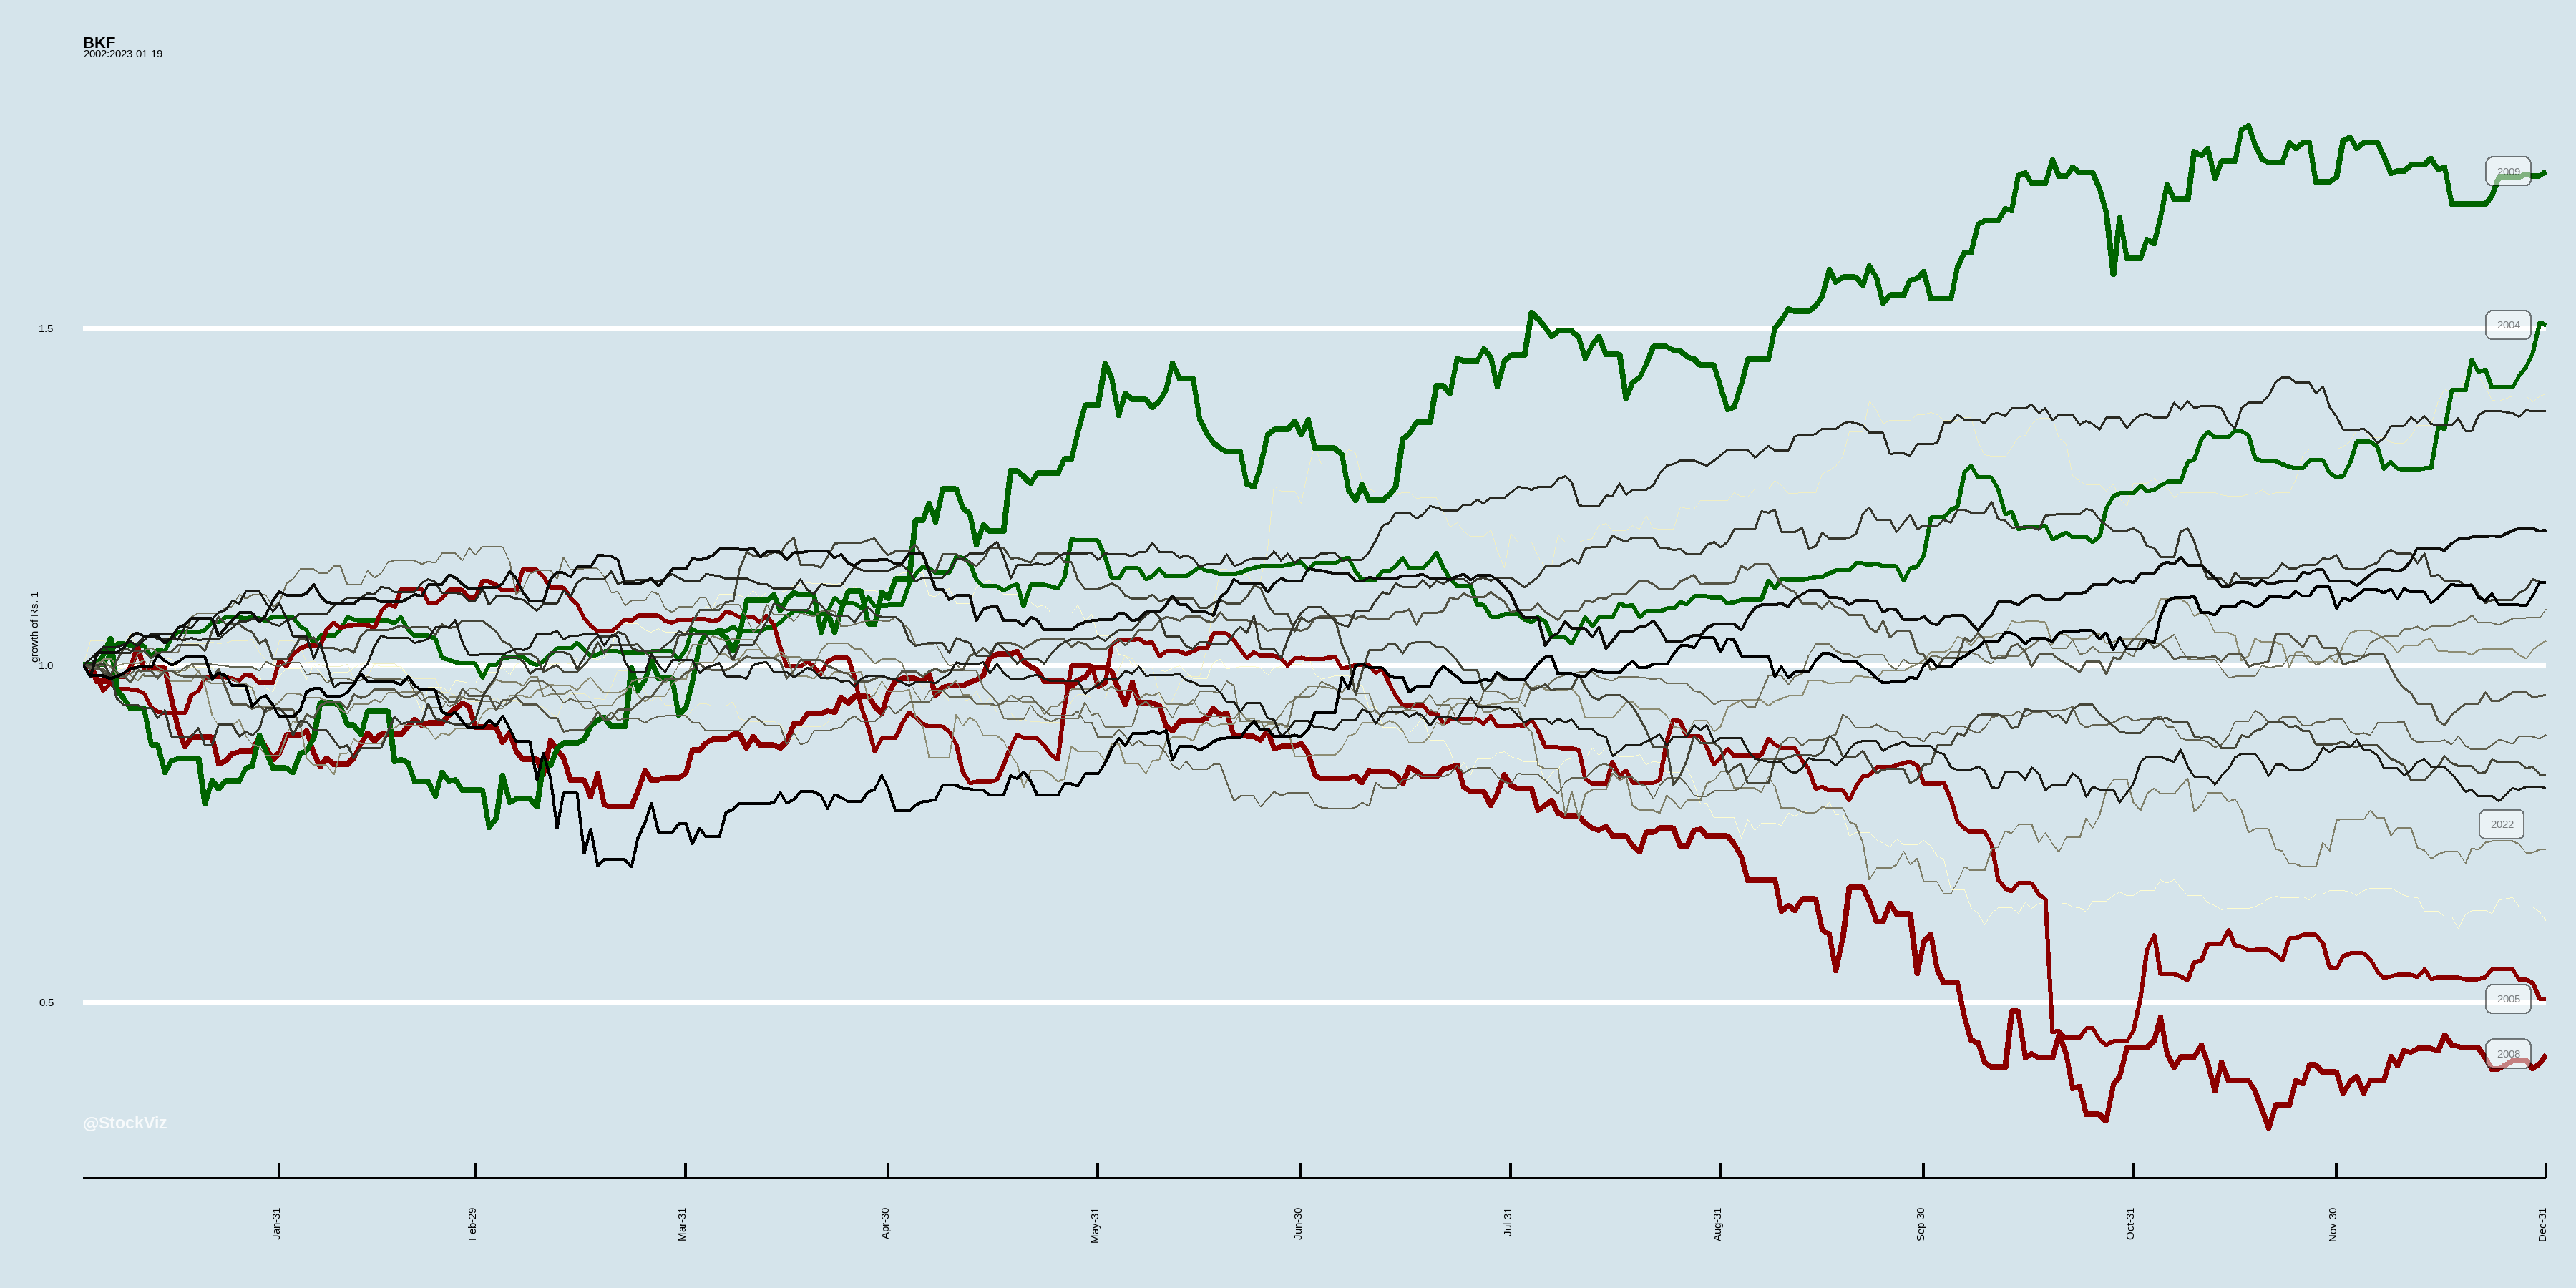 BKF
2002:2023-01-19
growth of Rs. 1
1.5
1.0
0.5
2009
2004
2022
2005
2008
@StockViz
Jan-31
Feb-29
Mar-31
Apr-30
May-31
Jun-30
Jul-31
Aug-31
Sep-30
Oct-31
Nov-30
Dec-31